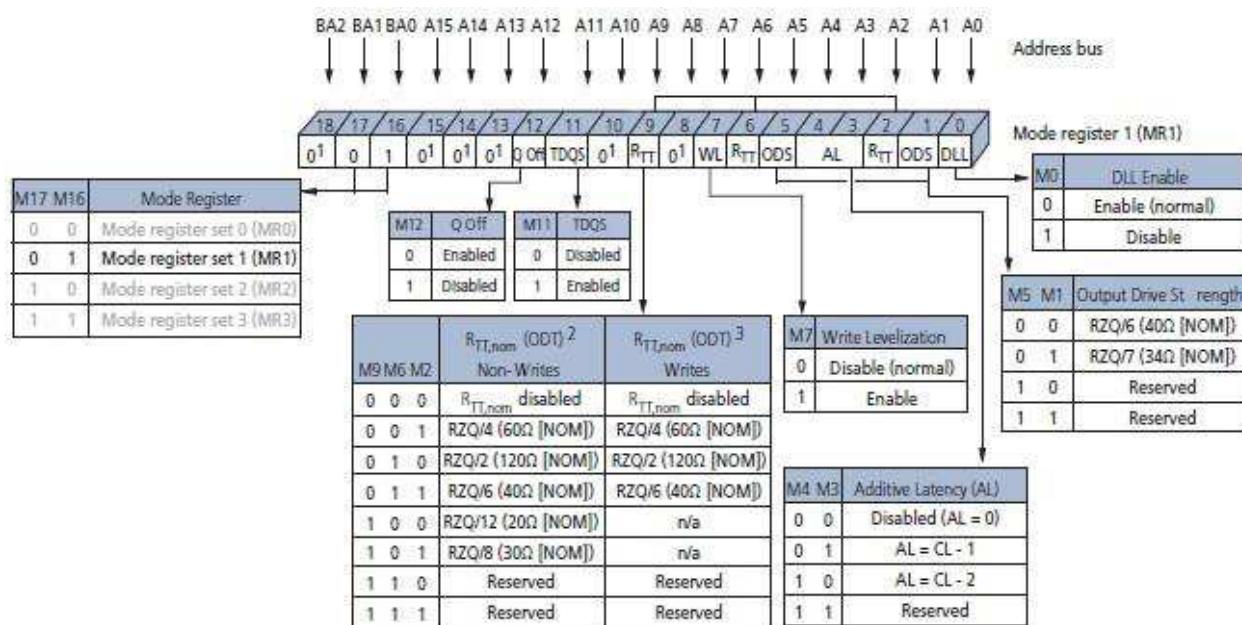 BA2 BA1 BA0 A15 A14 A13 A12 A11 A10 A9 A8 A7 A6 A5 A4 A3 A2 A1 A0
Address bus
18 17 16 15 14 13 12 11 10 9 8 7 6 5 4 3 2 1 0
Mode register 1 (MR1)
0¹ 0 1 0¹ 0¹ 0¹ Q Off TDQS 0¹ RTT 0¹ WL RTT ODS AL RTT ODS DLL
M17 M16 Mode Register
0 0 Mode register set 0 (MR0)
0 1 Mode register set 1 (MR1)
1 0 Mode register set 2 (MR2)
1 1 Mode register set 3 (MR3)
M12 Q Off
0 Enabled
1 Disabled
M11 TDQS
0 Disabled
1 Enabled
M0 DLL Enable
0 Enable (normal)
1 Disable
M5 M1 Output Drive St rength
0 0 RZQ/6 (40Ω [NOM])
0 1 RZQ/7 (34Ω [NOM])
1 0 Reserved
1 1 Reserved
M9 M6 M2 RTT,nom (ODT) 2 Non-Writes RTT,nom (ODT) 3 Writes
0 0 0 RTT,nom disabled RTT,nom disabled
0 0 1 RZQ/4 (60Ω [NOM]) RZQ/4 (60Ω [NOM])
0 1 0 RZQ/2 (120Ω [NOM]) RZQ/2 (120Ω [NOM])
0 1 1 RZQ/6 (40Ω [NOM]) RZQ/6 (40Ω [NOM])
1 0 0 RZQ/12 (20Ω [NOM]) n/a
1 0 1 RZQ/8 (30Ω [NOM]) n/a
1 1 0 Reserved Reserved
1 1 1 Reserved Reserved
M7 Write Levelization
0 Disable (normal)
1 Enable
M4 M3 Additive Latency (AL)
0 0 Disabled (AL = 0)
0 1 AL = CL - 1
1 0 AL = CL - 2
1 1 Reserved